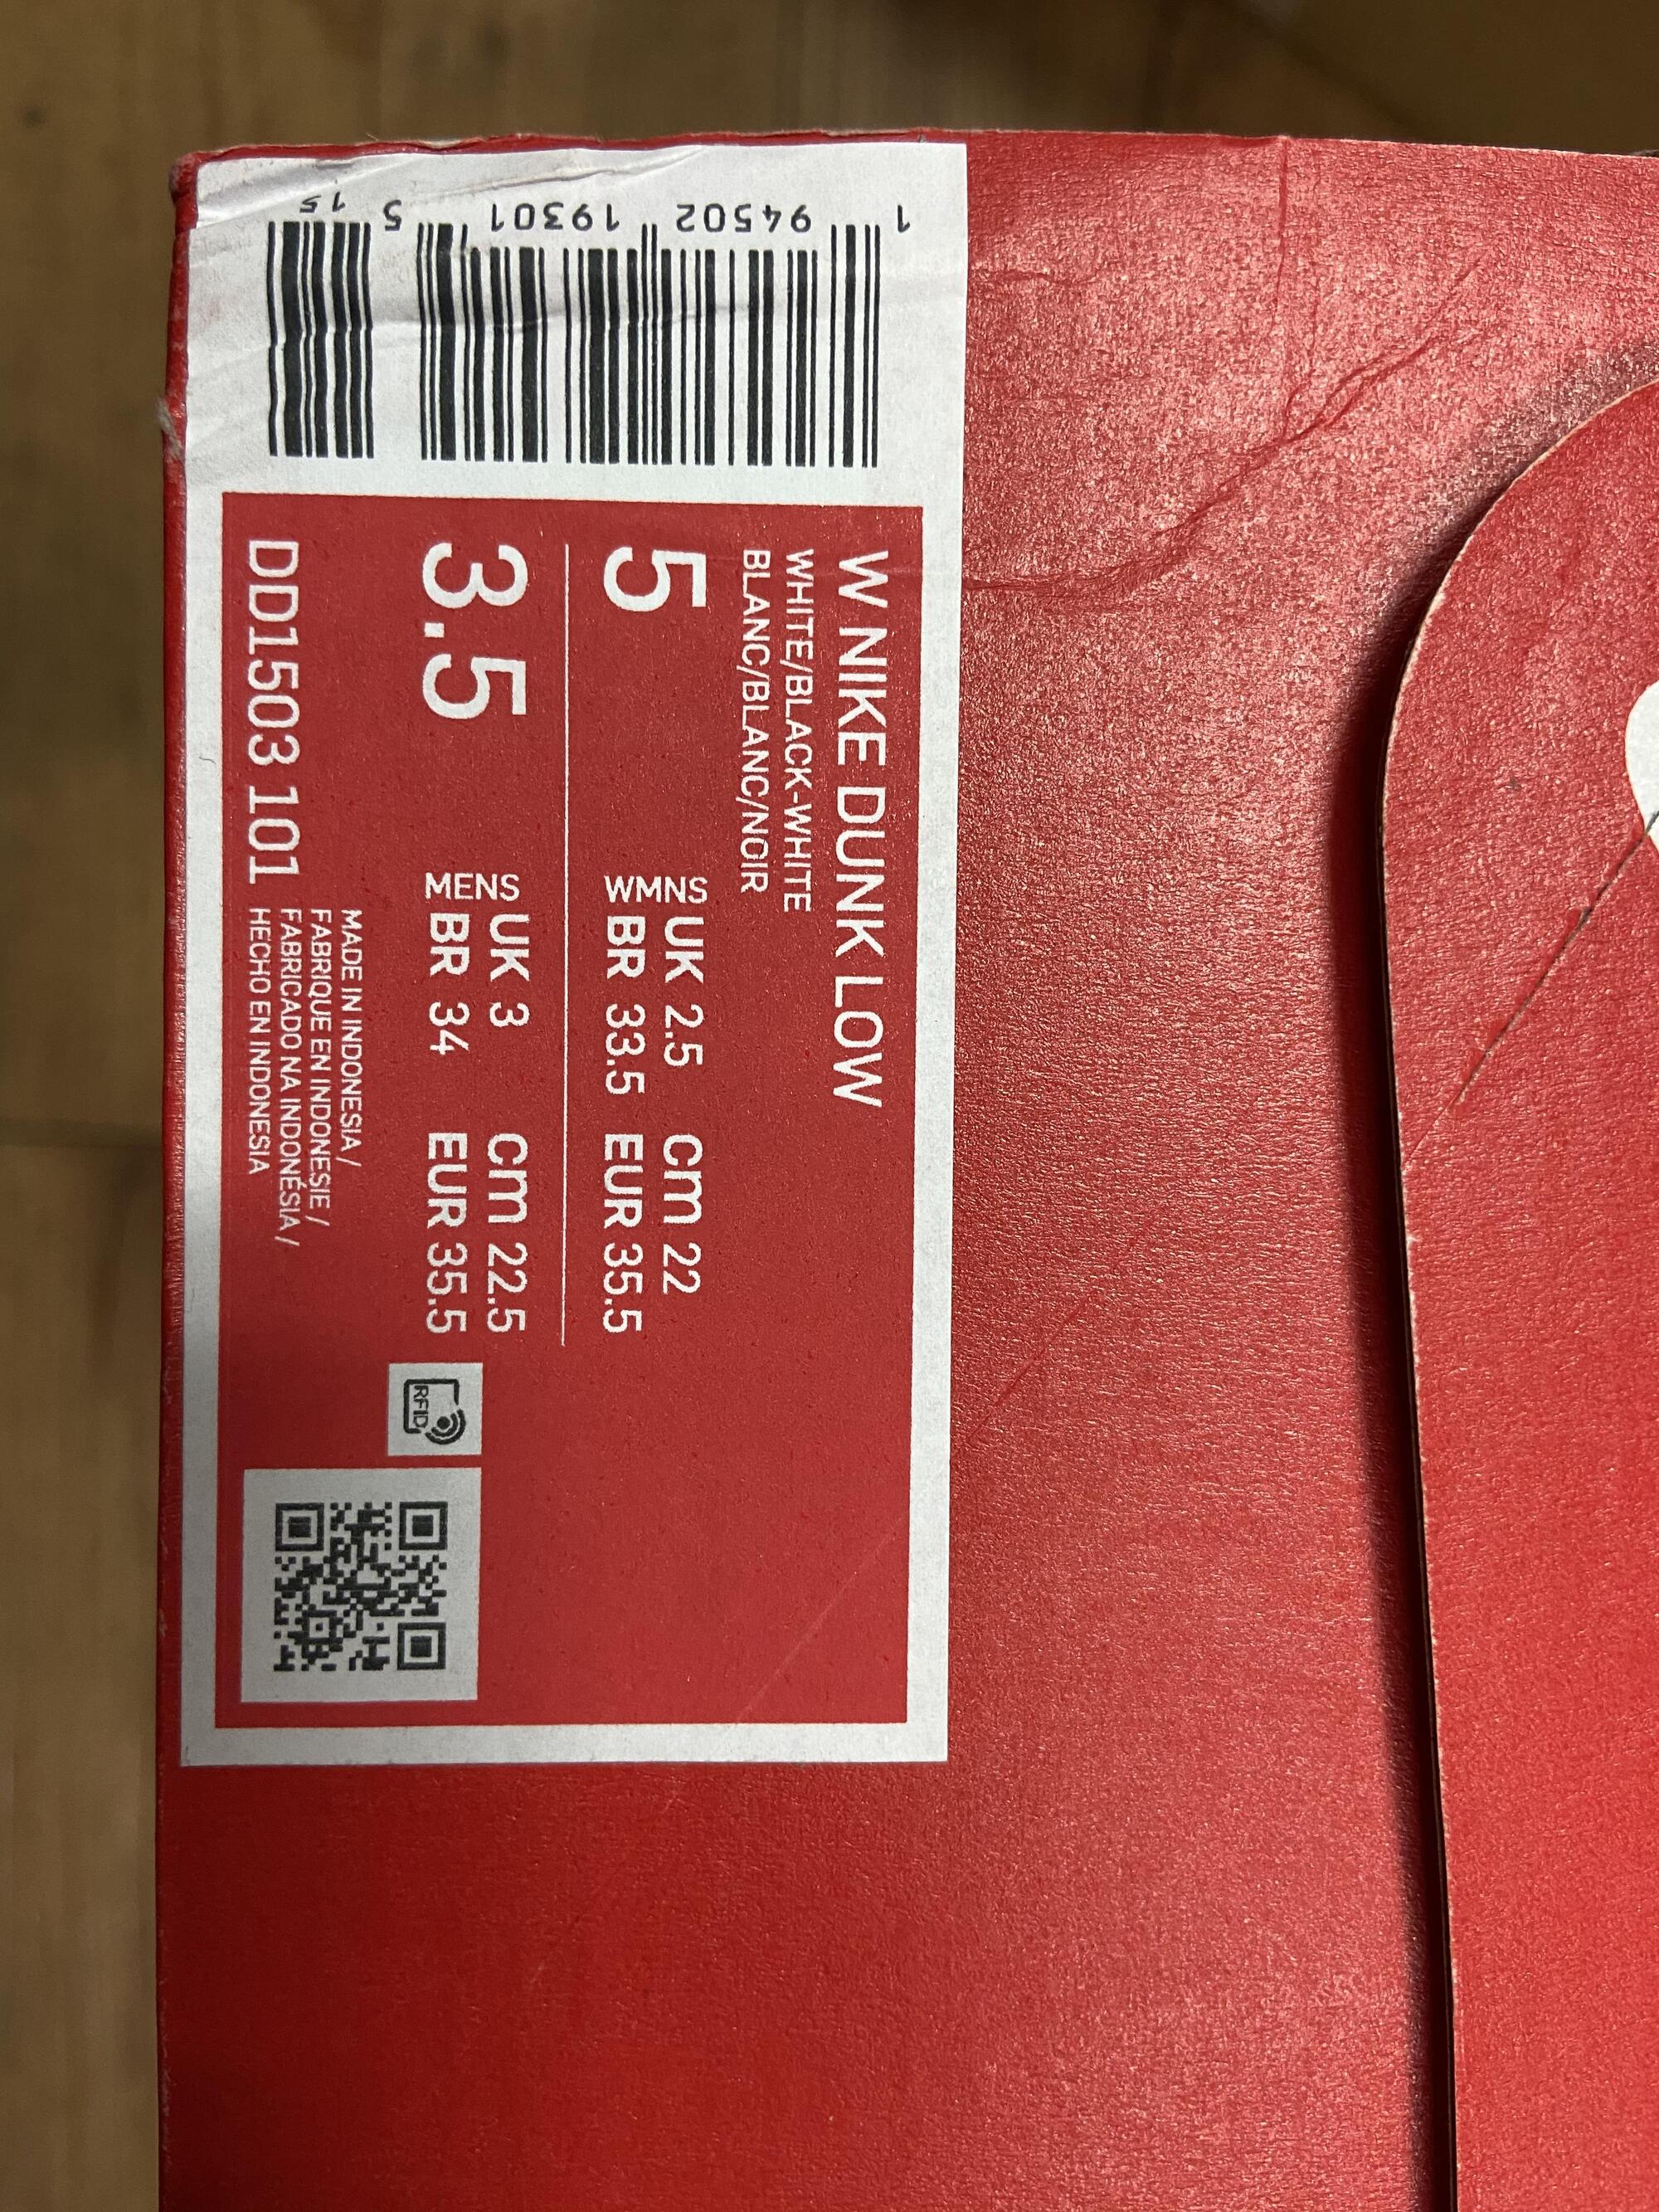 W NIKE DUNK LOW
WHITE/BLACK-WHITE
BLANC/BLANC/NOIR
5
WMNS
UK 2.5 Cm 22
BR 33.5 EUR 35.5
3.5
MENS
UK 3 Cm 22.5
BR 34 EUR 35.5
DD1503 101
MADE IN INDONESIA /
FABRIQUE EN INDONESIE /
FABRICADO NA INDONÉSIA /
HECHO EN INDONESIA
RFID
1 94502 19301 5 15